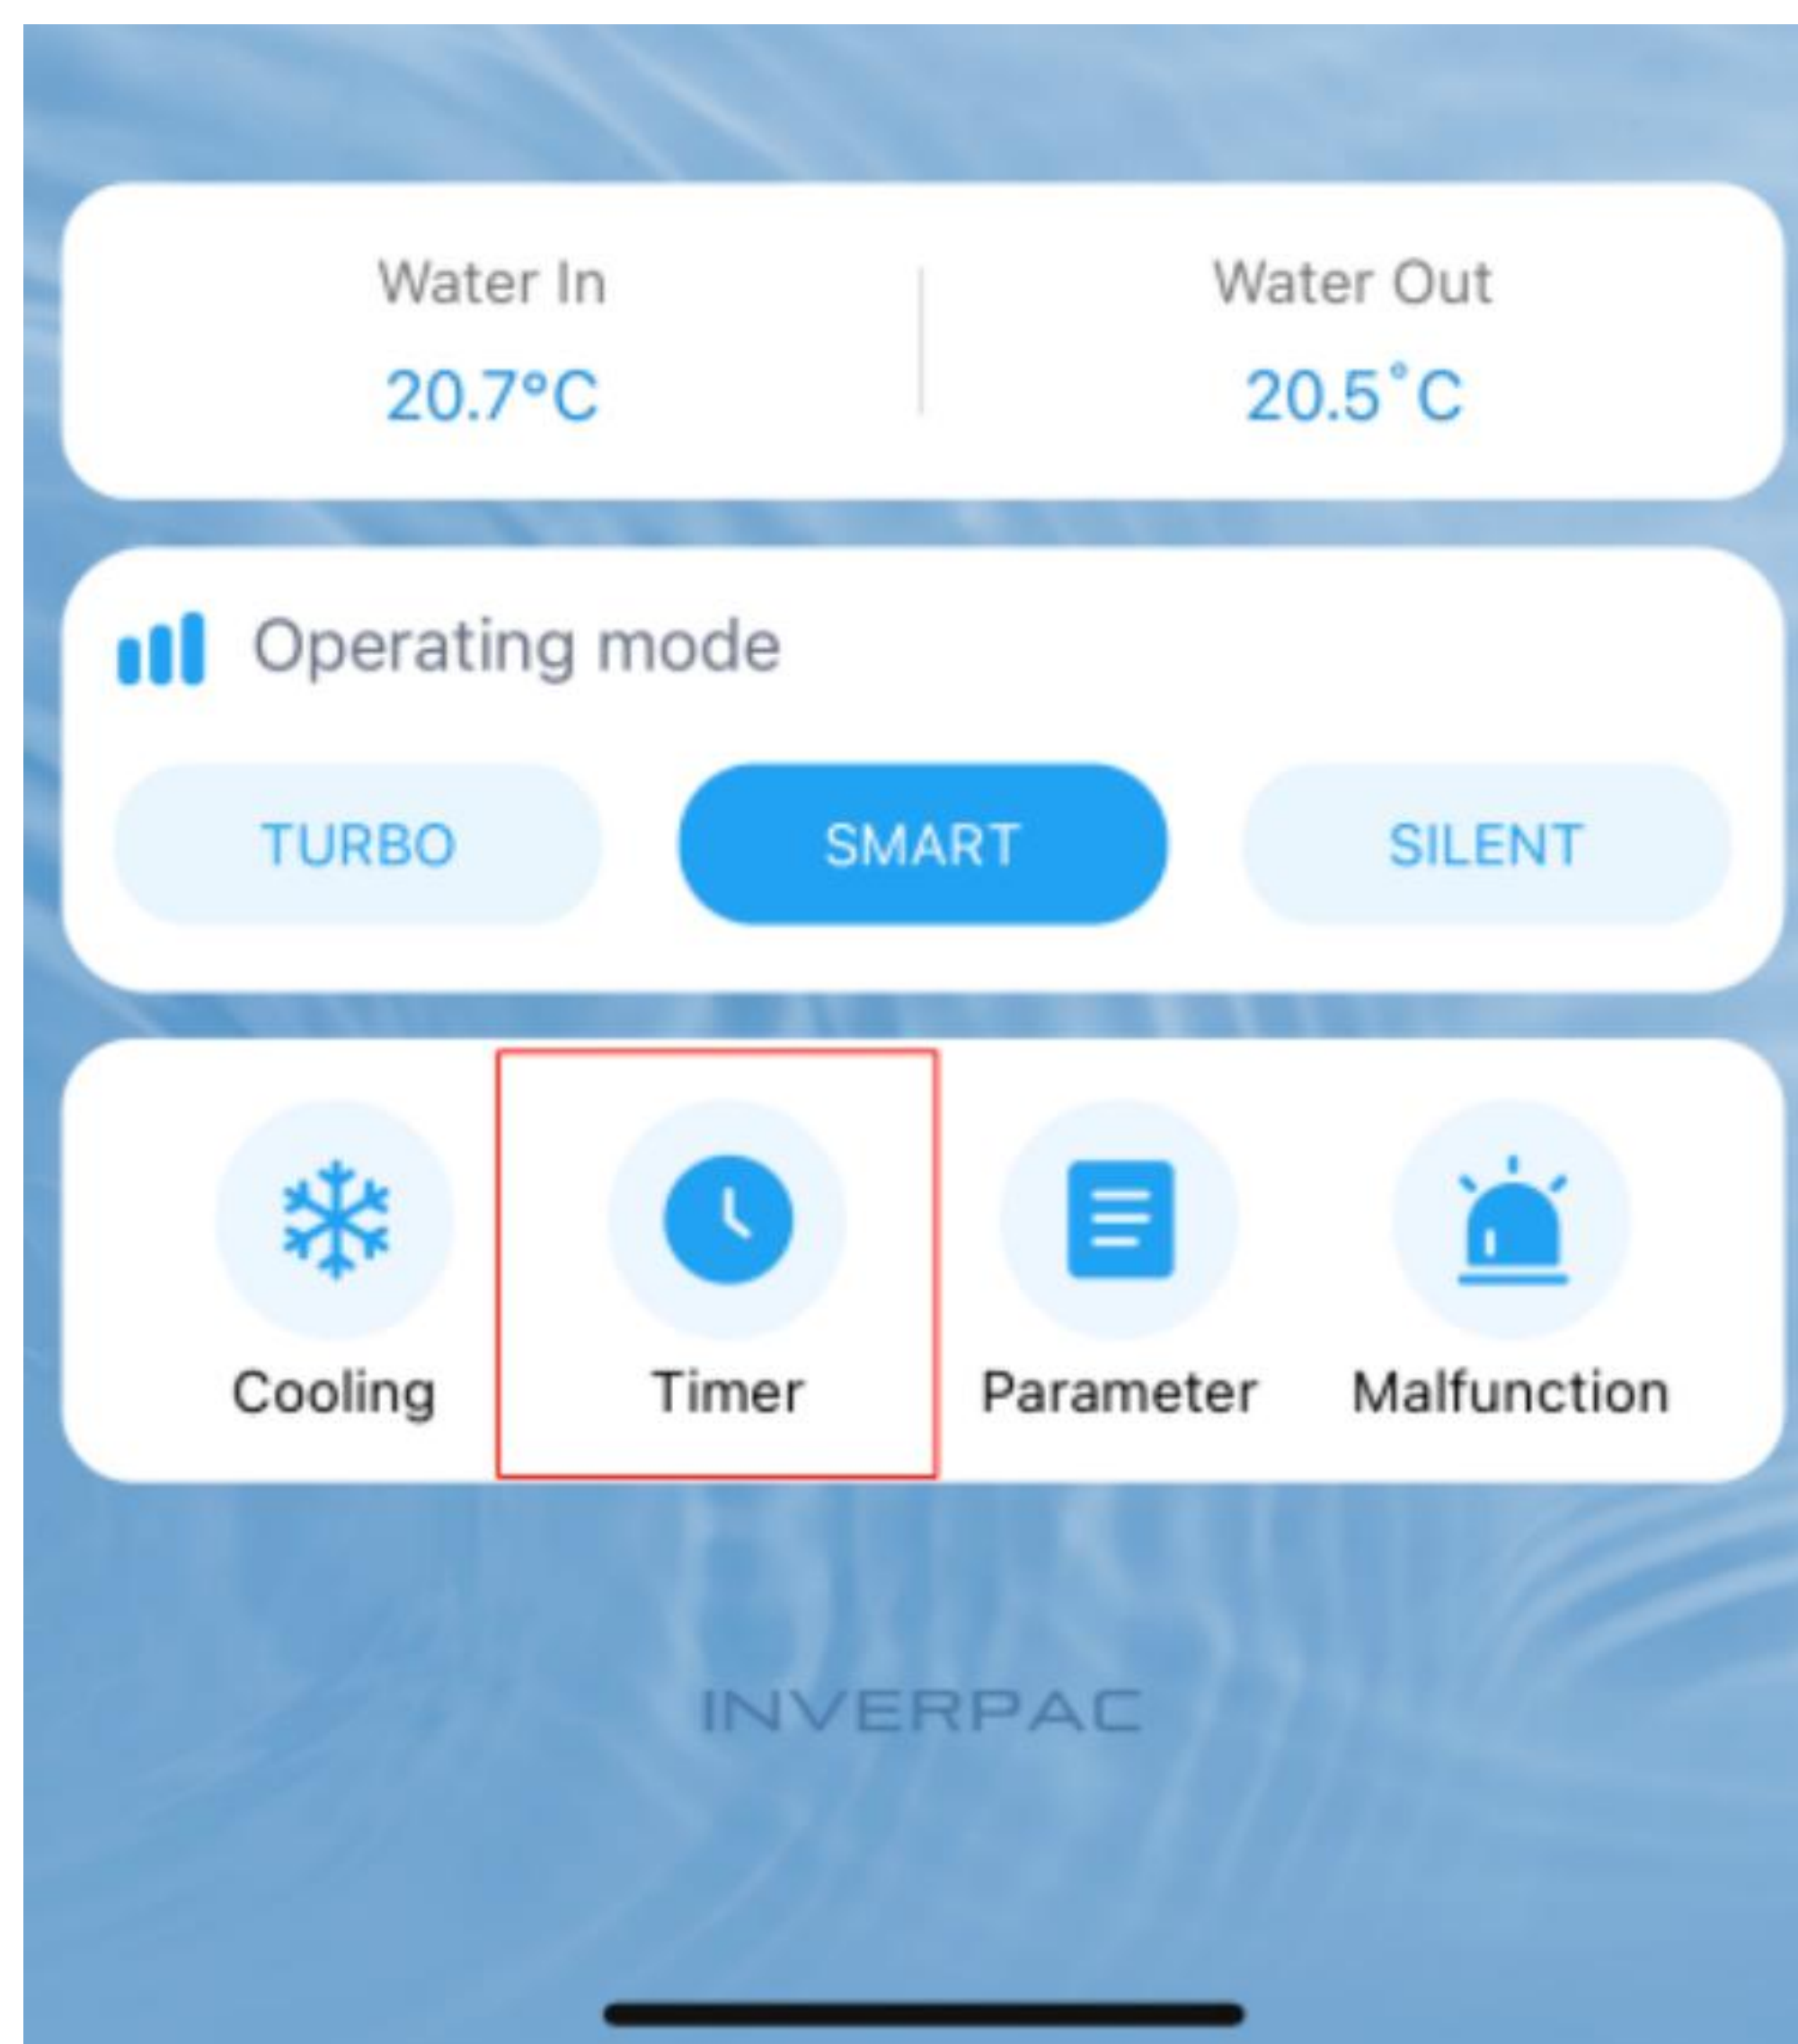 Water In
Water Out
20.7°C
20.5°C
Operating mode
TURBO
SMART
SILENT
Cooling
Timer
Parameter
Malfunction
INVERPAC